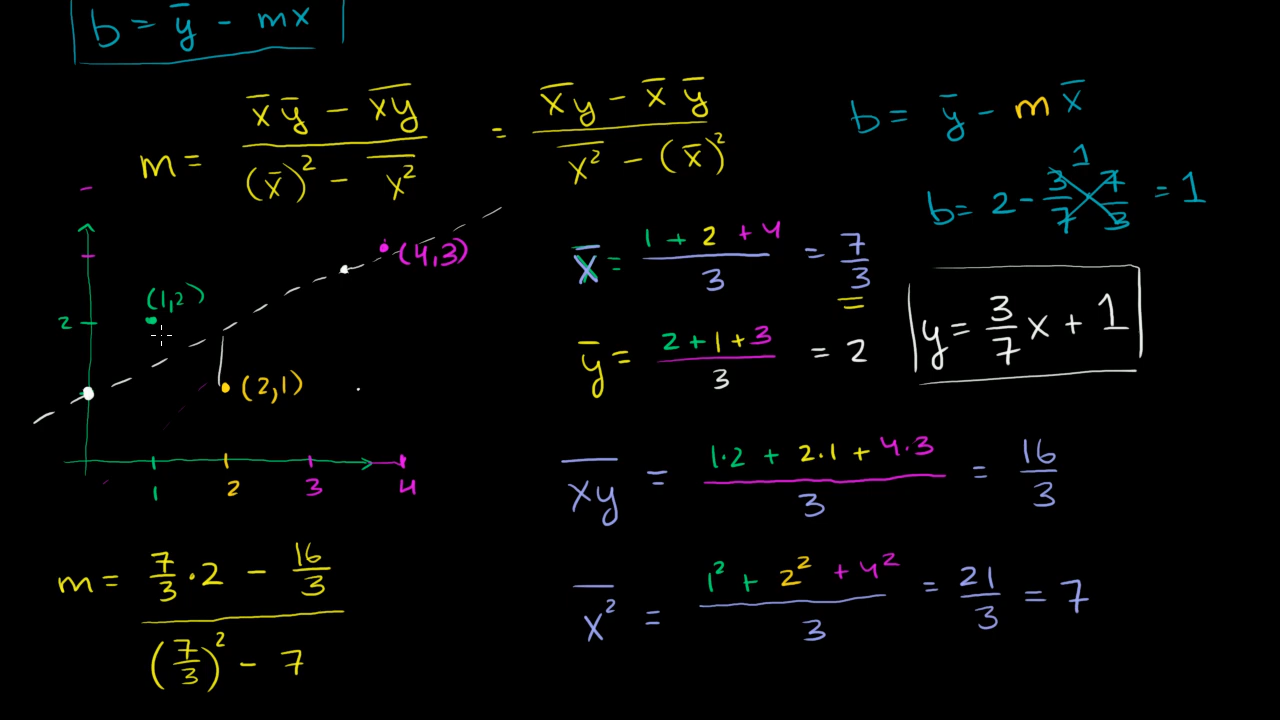 b = ȳ - mx
m = (x̄ ȳ - x̅y̅) / ((x̄)² - x̅²̅) = (x̅y - x̄ ȳ) / (x̅²̅ - (x̄)²)
b = ȳ - m x̄
b = 2 - 3/7 · 7/3 = 1
1
x̄ = (1 + 2 + 4) / 3 = 7/3
(4,3)
(1,2)
2
y = 3/7 x + 1
ȳ = (2 + 1 + 3) / 3 = 2
(2,1)
1 2 3 4
x̅y̅ = (1·2 + 2·1 + 4·3) / 3 = 16/3
m = (7/3 · 2 - 16/3) / ((7/3)² - 7)
x̅²̅ = (1² + 2² + 4²) / 3 = 21/3 = 7